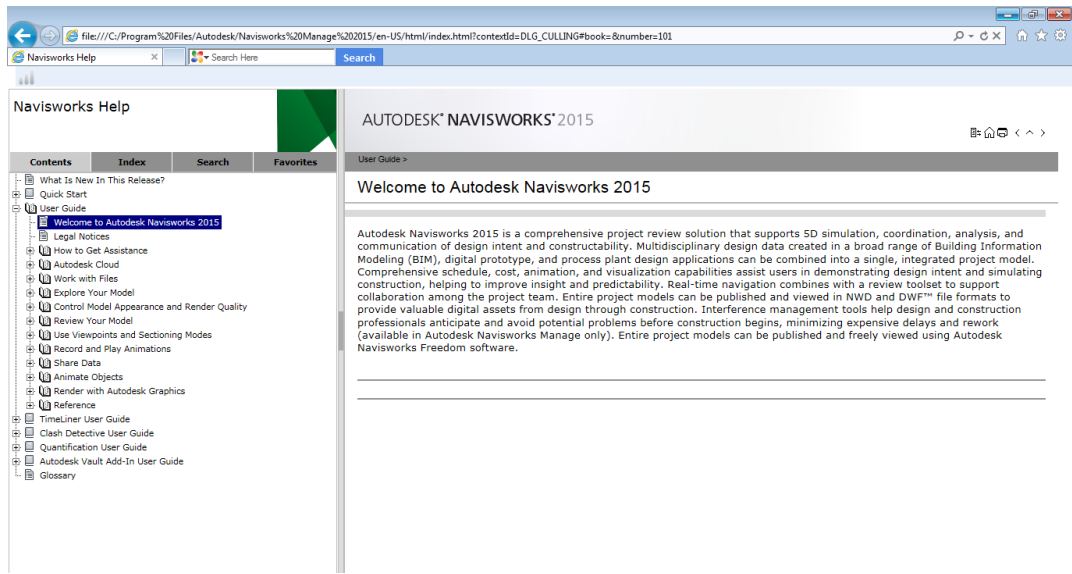 file:///C:/Program%20Files/Autodesk/Navisworks%20Manage%202015/en-US/html/index.html?contextId=DLG_CULLING#book=&number=101
Navisworks Help
Search Here
Search
Navisworks Help
Contents Index Search Favorites
What Is New In This Release?
Quick Start
User Guide
Welcome to Autodesk Navisworks 2015
Legal Notices
How to Get Assistance
Autodesk Cloud
Work with Files
Explore Your Model
Control Model Appearance and Render Quality
Review Your Model
Use Viewpoints and Sectioning Modes
Record and Play Animations
Share Data
Animate Objects
Render with Autodesk Graphics
Reference
TimeLiner User Guide
Clash Detective User Guide
Quantification User Guide
Autodesk Vault Add-In User Guide
Glossary
AUTODESK® NAVISWORKS® 2015
User Guide >
Welcome to Autodesk Navisworks 2015
Autodesk Navisworks 2015 is a comprehensive project review solution that supports 5D simulation, coordination, analysis, and
communication of design intent and constructability. Multidisciplinary design data created in a broad range of Building Information
Modeling (BIM), digital prototype, and process plant design applications can be combined into a single, integrated project model.
Comprehensive schedule, cost, animation, and visualization capabilities assist users in demonstrating design intent and simulating
construction, helping to improve insight and predictability. Real-time navigation combines with a review toolset to support
collaboration among the project team. Entire project models can be published and viewed in NWD and DWF™ file formats to
provide valuable digital assets from design through construction. Interference management tools help design and construction
professionals anticipate and avoid potential problems before construction begins, minimizing expensive delays and rework
(available in Autodesk Navisworks Manage only). Entire project models can be published and freely viewed using Autodesk
Navisworks Freedom software.